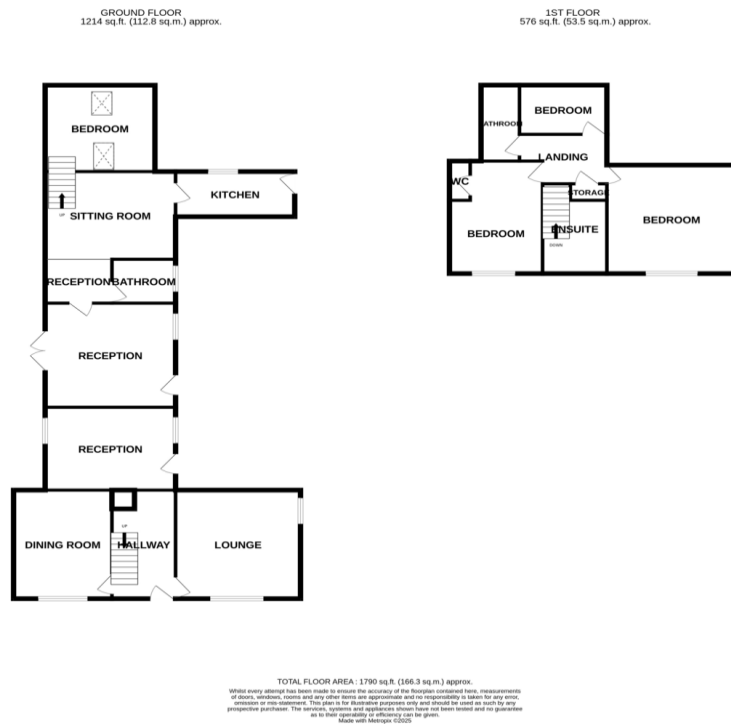 GROUND FLOOR
1214 sq.ft. (112.8 sq.m.) approx.
BEDROOM
UP
SITTING ROOM
KITCHEN
RECEPTION
BATHROOM
RECEPTION
RECEPTION
DINING ROOM
UP
HALLWAY
LOUNGE
1ST FLOOR
576 sq.ft. (53.5 sq.m.) approx.
BEDROOM
ATHROOM
LANDING
WC
STORAGE
BEDROOM
ENSUITE
DOWN
BEDROOM
TOTAL FLOOR AREA : 1790 sq.ft. (166.3 sq.m.) approx.
Whilst every attempt has been made to ensure the accuracy of the floorplan contained here, measurements
of doors, windows, rooms and any other items are approximate and no responsibility is taken for any error,
omission or mis-statement. This plan is for illustrative purposes only and should be used as such by any
prospective purchaser. The services, systems and appliances shown have not been tested and no guarantee
as to their operability or efficiency can be given.
Made with Metropix ©2025